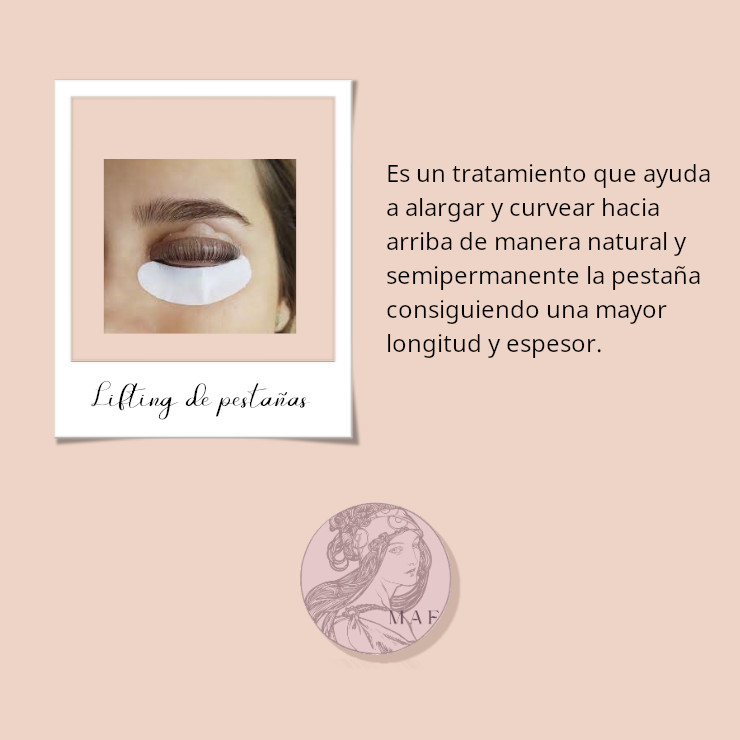 Es un tratamiento que ayuda
a alargar y curvear hacia
arriba de manera natural y
semipermanente la pestaña
consiguiendo una mayor
longitud y espesor.
Lifting de pestañas